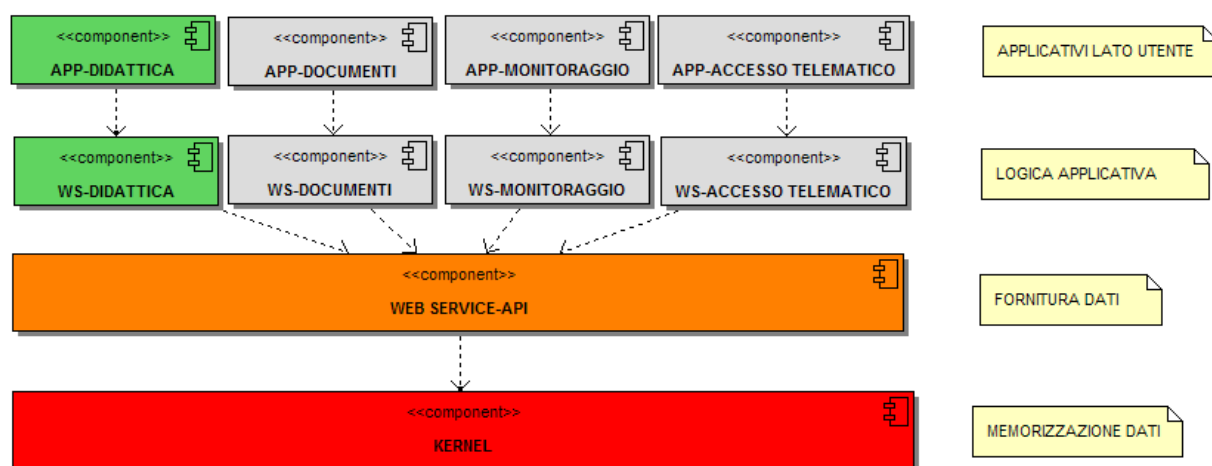 <<component>>
APP-DIDATTICA
<<component>>
APP-DOCUMENTI
<<component>>
APP-MONITORAGGIO
<<component>>
APP-ACCESSO TELEMATICO
APPLICATIVI LATO UTENTE
<<component>>
WS-DIDATTICA
<<component>>
WS-DOCUMENTI
<<component>>
WS-MONITORAGGIO
<<component>>
WS-ACCESSO TELEMATICO
LOGICA APPLICATIVA
<<component>>
WEB SERVICE-API
FORNITURA DATI
<<component>>
KERNEL
MEMORIZZAZIONE DATI